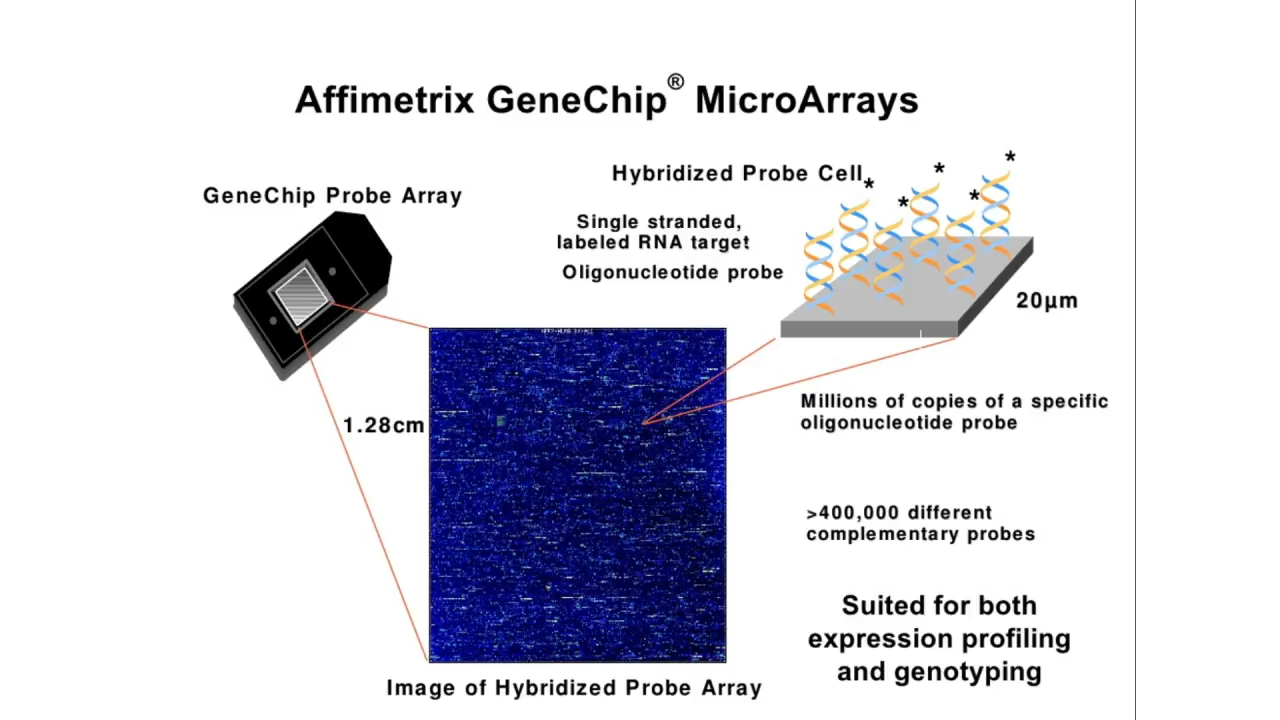 Affimetrix GeneChip® MicroArrays
GeneChip Probe Array
Hybridized Probe Cell
Single stranded,
labeled RNA target
Oligonucleotide probe
* * * * *
20µm
1.28cm
Millions of copies of a specific
oligonucleotide probe
>400,000 different
complementary probes
Suited for both
expression profiling
and genotyping
Image of Hybridized Probe Array